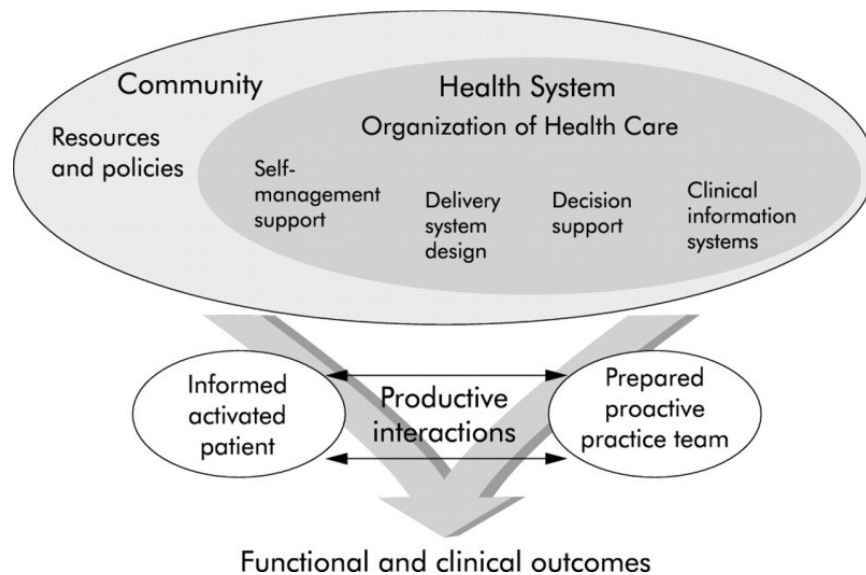 Community
Health System
Organization of Health Care
Resources
and policies
Self-
management
support
Delivery
system
design
Decision
support
Clinical
information
systems
Informed
activated
patient
Productive
interactions
Prepared
proactive
practice team
Functional and clinical outcomes